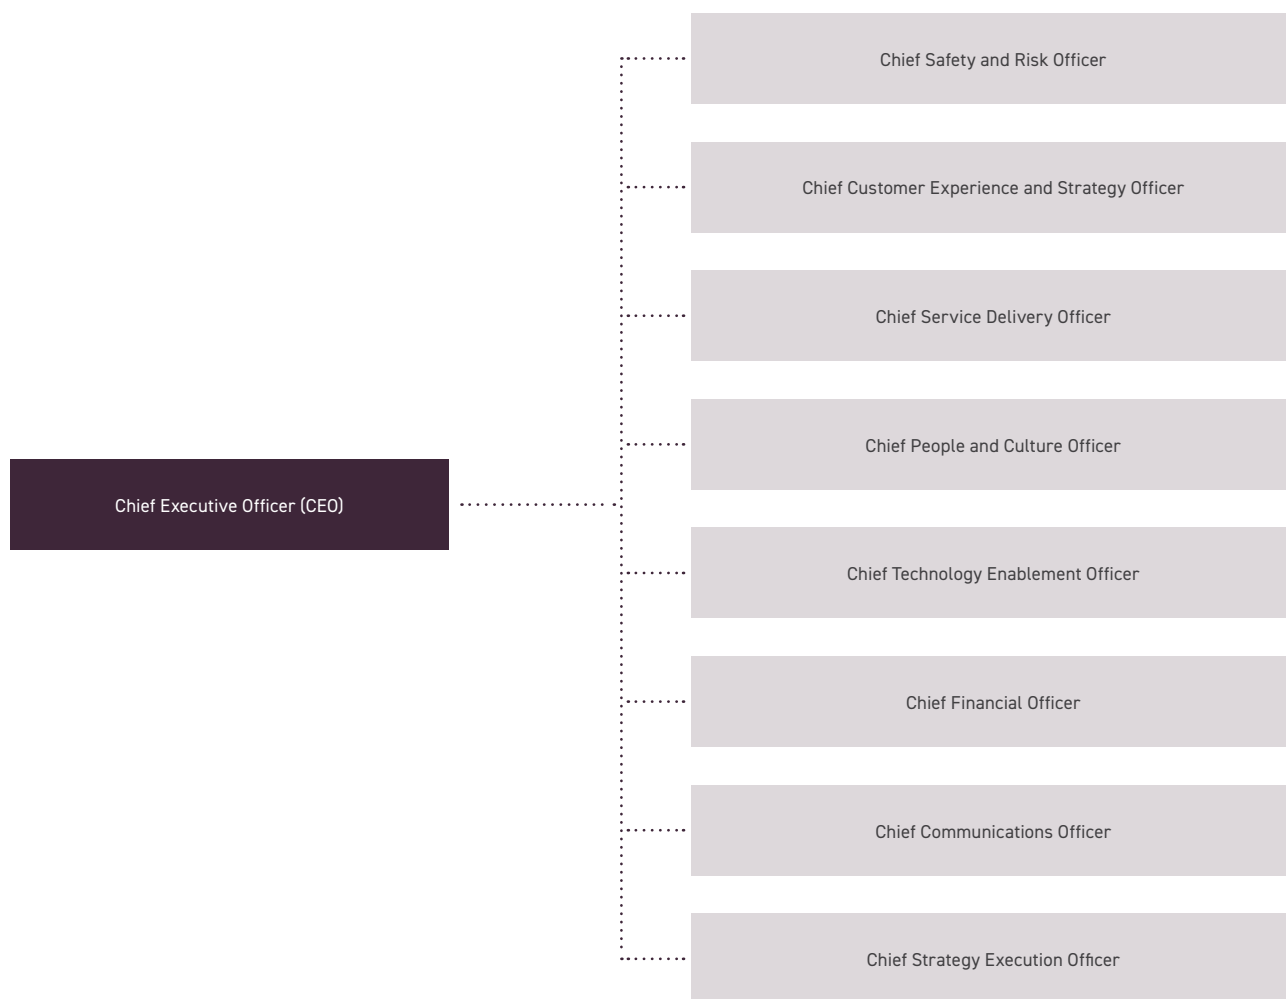 Chief Safety and Risk Officer
Chief Customer Experience and Strategy Officer
Chief Service Delivery Officer
Chief People and Culture Officer
Chief Executive Officer (CEO)
Chief Technology Enablement Officer
Chief Financial Officer
Chief Communications Officer
Chief Strategy Execution Officer